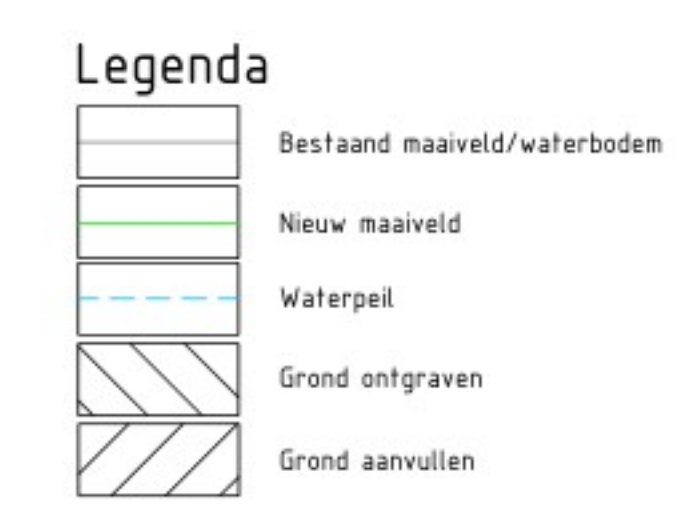 Legenda
Bestaand maaiveld/waterbodem
Nieuw maaiveld
Waterpeil
Grond ontgraven
Grond aanvullen